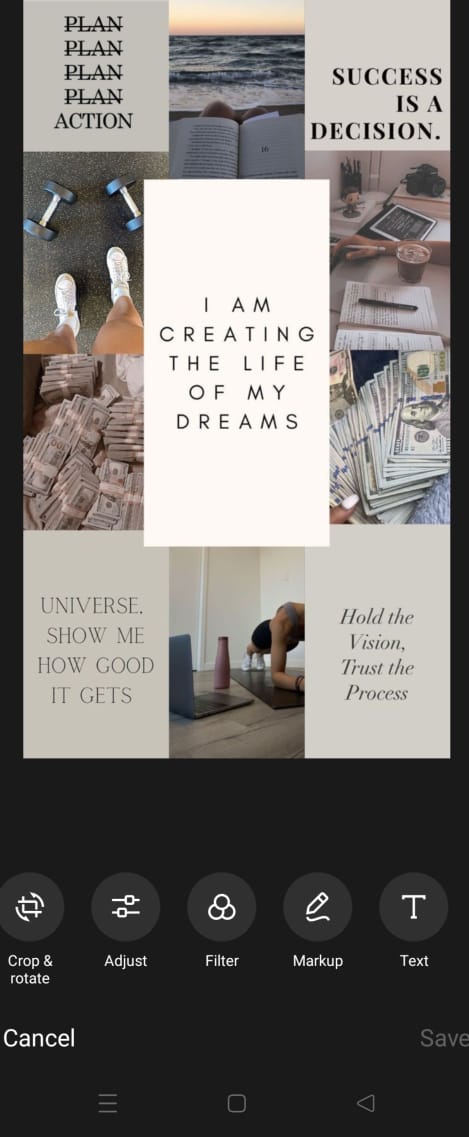 PLAN
PLAN
PLAN
PLAN
ACTION
SUCCESS
IS A
DECISION.
16
I AM
CREATING
THE LIFE
OF MY
DREAMS
UNIVERSE,
SHOW ME
HOW GOOD
IT GETS
Hold the
Vision,
Trust the
Process
Crop &
rotate
Adjust
Filter
Markup
Text
Cancel
Save